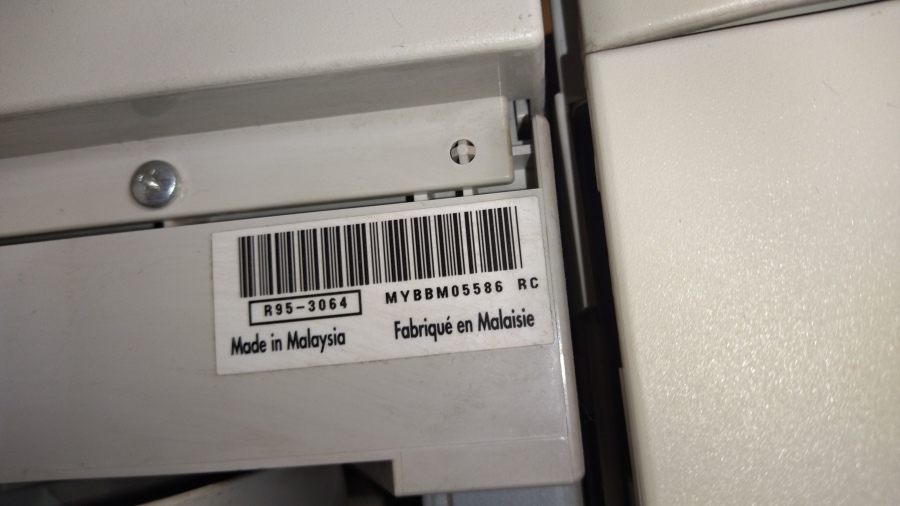 R95-3064 MYBBM05586 RC
Made in Malaysia Fabriqué en Malaisie